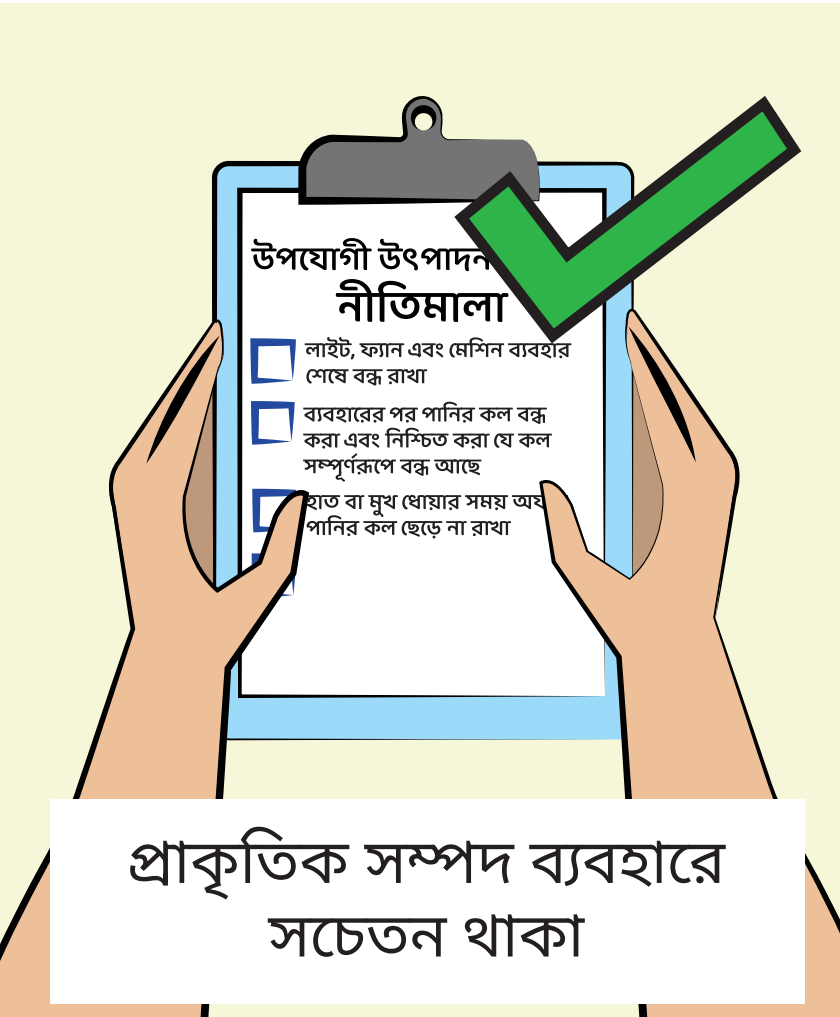 উপযোগী উৎপাদন
নীতিমালা
লাইট, ফ্যান এবং মেশিন ব্যবহার
শেষে বন্ধ রাখা
ব্যবহারের পর পানির কল বন্ধ
করা এবং নিশ্চিত করা যে কল
সম্পূর্ণরূপে বন্ধ আছে
হাত বা মুখ ধোয়ার সময়
পানির কল ছেড়ে না রাখা
প্রাকৃতিক সম্পদ ব্যবহারে
সচেতন থাকা